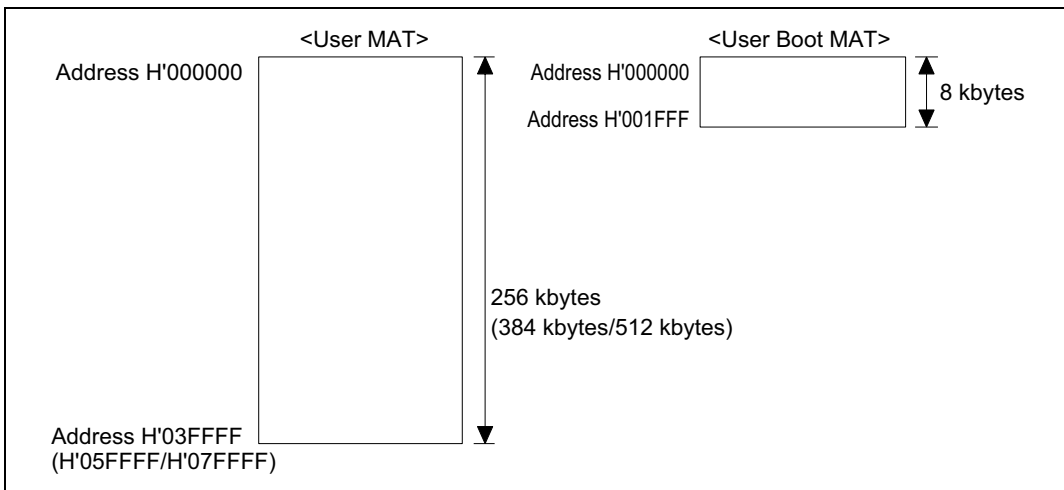 <User MAT>
Address H'000000
256 kbytes
(384 kbytes/512 kbytes)
Address H'03FFFF
(H'05FFFF/H'07FFFF)
<User Boot MAT>
Address H'000000
8 kbytes
Address H'001FFF